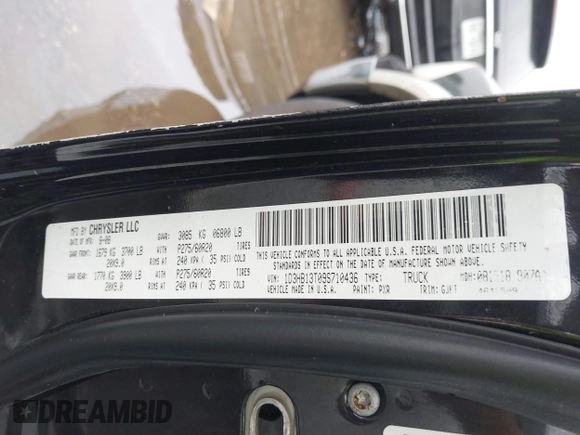 MFD BY CHRYSLER LLC
DATE OF MFR 8-08 GVWR: 3085 KG 06800 LB
GAWR FRONT: 1679 KG 3700 LB WITH P275/60R20 TIRES
20X9.0 RIMS AT 240 KPA ( 35 PSI) COLD
GAWR REAR: 1770 KG 3900 LB WITH P275/60R20 TIRES
20X9.0 RIMS AT 240 KPA ( 35 PSI) COLD
THIS VEHICLE CONFORMS TO ALL APPLICABLE U.S.A. FEDERAL MOTOR VEHICLE SAFETY
STANDARDS IN EFFECT ON THE DATE OF MANUFACTURE SHOWN ABOVE.
VIN: 1D3HB13T09S710436 TYPE: TRUCK MDH:
VEHICLE MADE IN U.S.A. PAINT: PXR TRIM:
DREAMBID